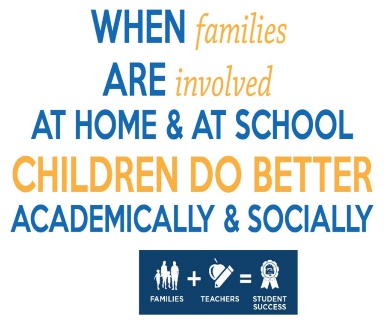 WHEN families
ARE involved
AT HOME & AT SCHOOL
CHILDREN DO BETTER
ACADEMICALLY & SOCIALLY
+ =
FAMILIES TEACHERS STUDENT
SUCCESS